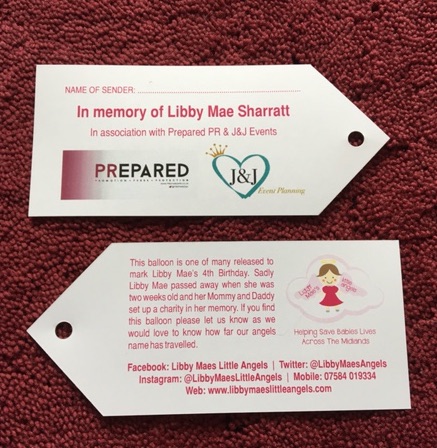 NAME OF SENDER: ........................................
In memory of Libby Mae Sharratt
In association with Prepared PR & J&J Events
PREPARED
J&J
Event Planning
This balloon is one of many released to
mark Libby Mae's 4th Birthday. Sadly
Libby Mae passed away when she was
two weeks old and her Mommy and Daddy
set up a charity in her memory. If you find
this balloon please let us know as we
would love to know how far our angels
name has travelled.
Libby Mae's little angels
Helping Save Babies Lives
Across The Midlands
Facebook: Libby Maes Little Angels | Twitter: @LibbyMaesAngels
Instagram: @LibbyMaesLittleAngels | Mobile: 07584 019334
Web: www.libbymaeslittleangels.com